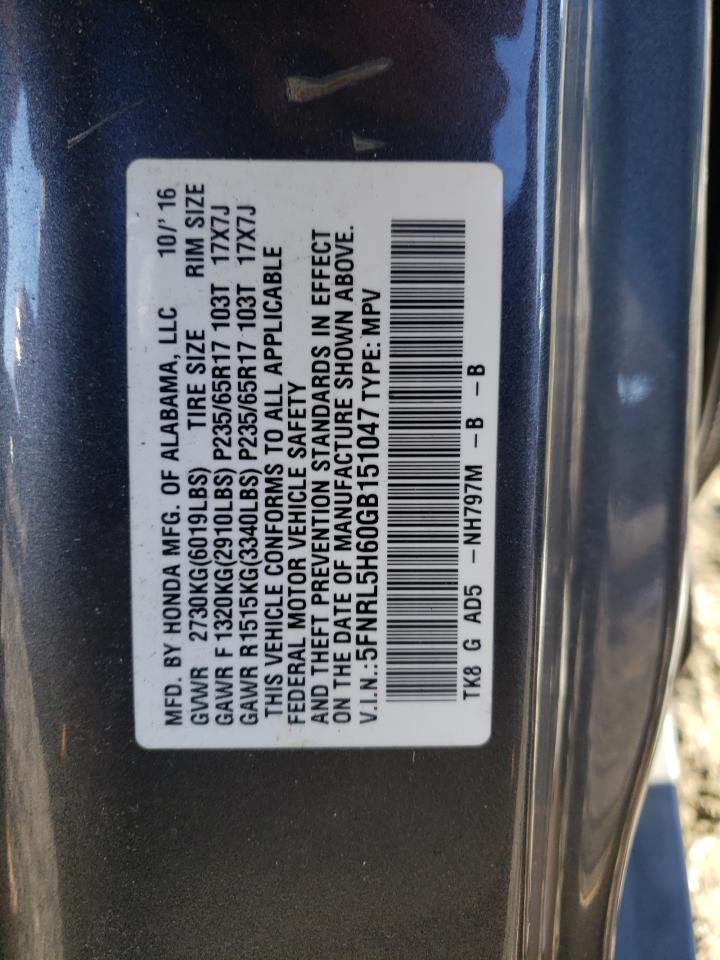 MFD. BY HONDA MFG. OF ALABAMA, LLC 10/' 16
GVWR 2730KG(6019LBS) TIRE SIZE RIM SIZE
GAWR F 1320KG(2910LBS) P235/65R17 103T 17X7J
GAWR R1515KG(3340LBS) P235/65R17 103T 17X7J
THIS VEHICLE CONFORMS TO ALL APPLICABLE
FEDERAL MOTOR VEHICLE SAFETY
AND THEFT PREVENTION STANDARDS IN EFFECT
ON THE DATE OF MANUFACTURE SHOWN ABOVE.
V.I.N.:5FNRL5H60GB151047 TYPE: MPV
TK8 G AD5 -NH797M -B -B